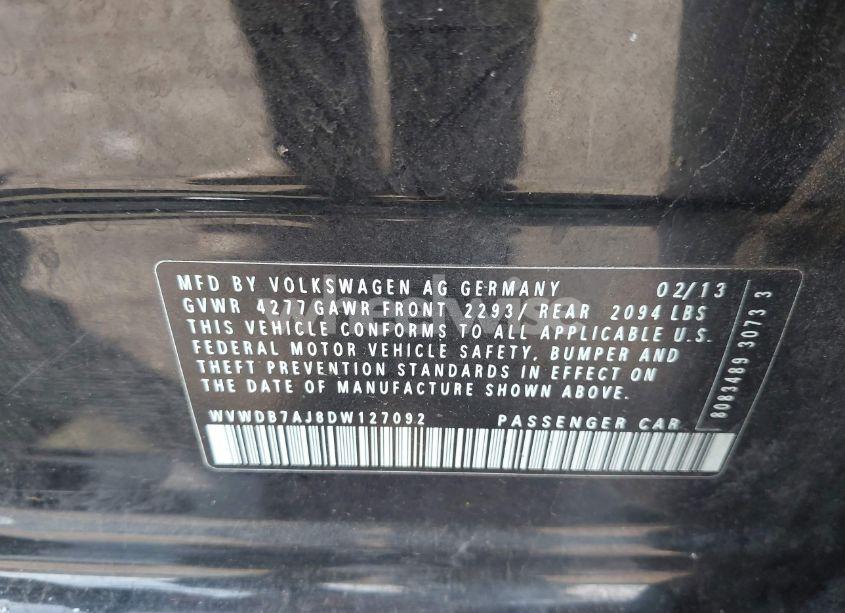 MFD BY VOLKSWAGEN AG GERMANY 02/13
GVWR 4277 GAWR FRONT 2293/ REAR 2094 LBS
THIS VEHICLE CONFORMS TO ALL APPLICABLE U.S.
FEDERAL MOTOR VEHICLE SAFETY, BUMPER AND
THEFT PREVENTION STANDARDS IN EFFECT ON
THE DATE OF MANUFACTURE SHOWN ABOVE.
WVWDB7AJ8DW127092 PASSENGER CAR
8083489 3073 3
wheelwise